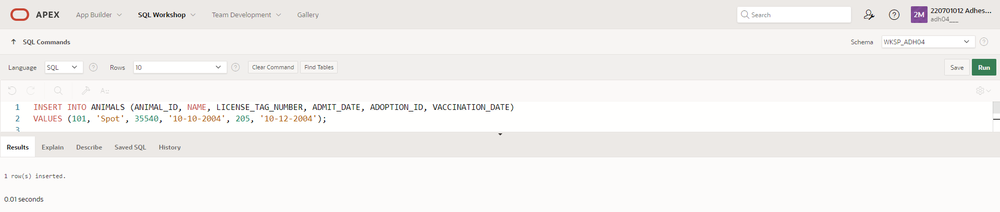 APEX App Builder SQL Workshop Team Development Gallery Search 2M 220701012 Adhes...
adh04___
SQL Commands Schema WKSP_ADH04
Language SQL Rows 10 Clear Command Find Tables Save Run
1 INSERT INTO ANIMALS (ANIMAL_ID, NAME, LICENSE_TAG_NUMBER, ADMIT_DATE, ADOPTION_ID, VACCINATION_DATE)
2 VALUES (101, 'Spot', 35540, '10-10-2004', 205, '10-12-2004');
3
Results Explain Describe Saved SQL History
1 row(s) inserted.
0.01 seconds